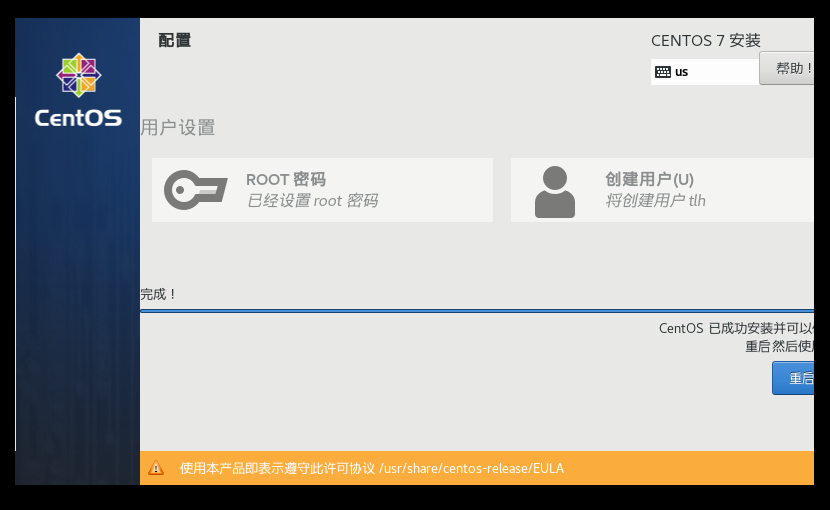 CentOS
配置
CENTOS 7 安装
us
帮助!
用户设置
ROOT 密码
已经设置 root 密码
创建用户(U)
将创建用户 tlh
完成!
CentOS 已成功安装并可以
重启然后使
重启
使用本产品即表示遵守此许可协议 /usr/share/centos-release/EULA